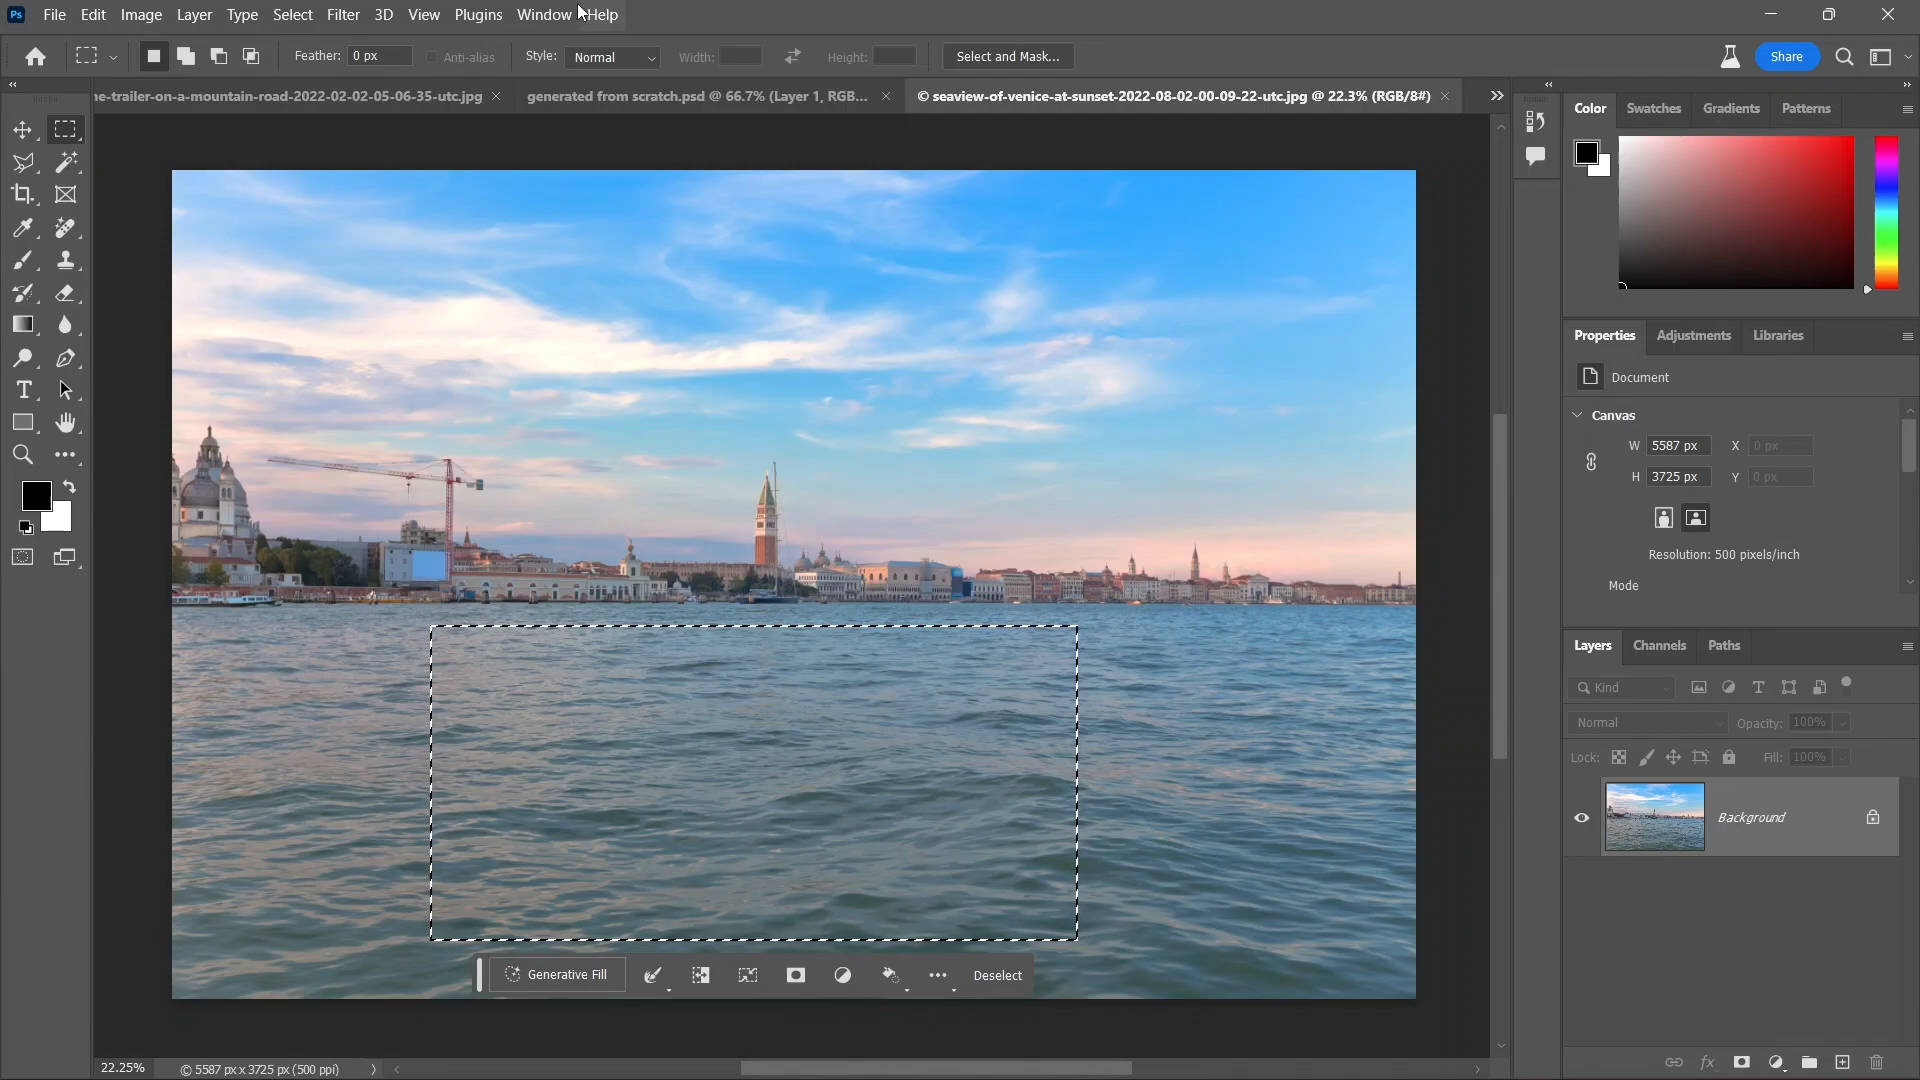 Ps File Edit Image Layer Type Select Filter 3D View Plugins Window Help
Feather: 0 px Anti-alias Style: Normal Width: Height: Select and Mask... Share
ne-trailer-on-a-mountain-road-2022-02-02-05-06-35-utc.jpg × generated from scratch.psd @ 66.7% (Layer 1, RGB... × © seaview-of-venice-at-sunset-2022-08-02-00-09-22-utc.jpg @ 22.3% (RGB/8#) ×
Color Swatches Gradients Patterns
Properties Adjustments Libraries
Document
Canvas
W 5587 px X 0 px
H 3725 px Y 0 px
Resolution: 500 pixels/inch
Mode
Layers Channels Paths
Kind
Normal Opacity: 100%
Lock: Fill: 100%
Background
Generative Fill Deselect
22.25% © 5587 px x 3725 px (500 ppi)